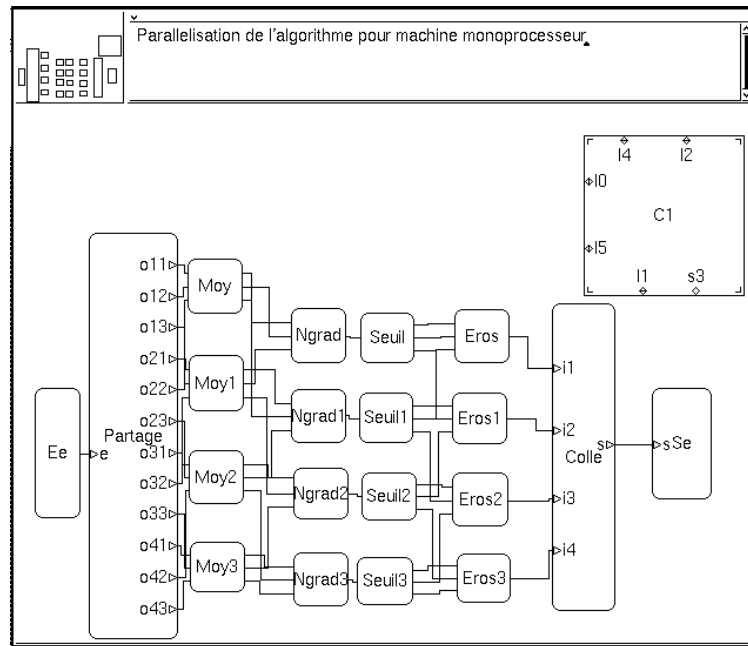 Parallelisation de l'algorithme pour machine monoprocesseur
I4 I2
I0
C1
I5
I1 s3
o11
o12
o13
o21
o22
o23
o31
o32
o33
o41
o42
o43
Ee
e
Partage
Moy
Moy1
Moy2
Moy3
Ngrad
Ngrad1
Ngrad2
Ngrad3
Seuil
Seuil1
Seuil2
Seuil3
Eros
Eros1
Eros2
Eros3
i1
i2
i3
i4
s
Colle
s Se